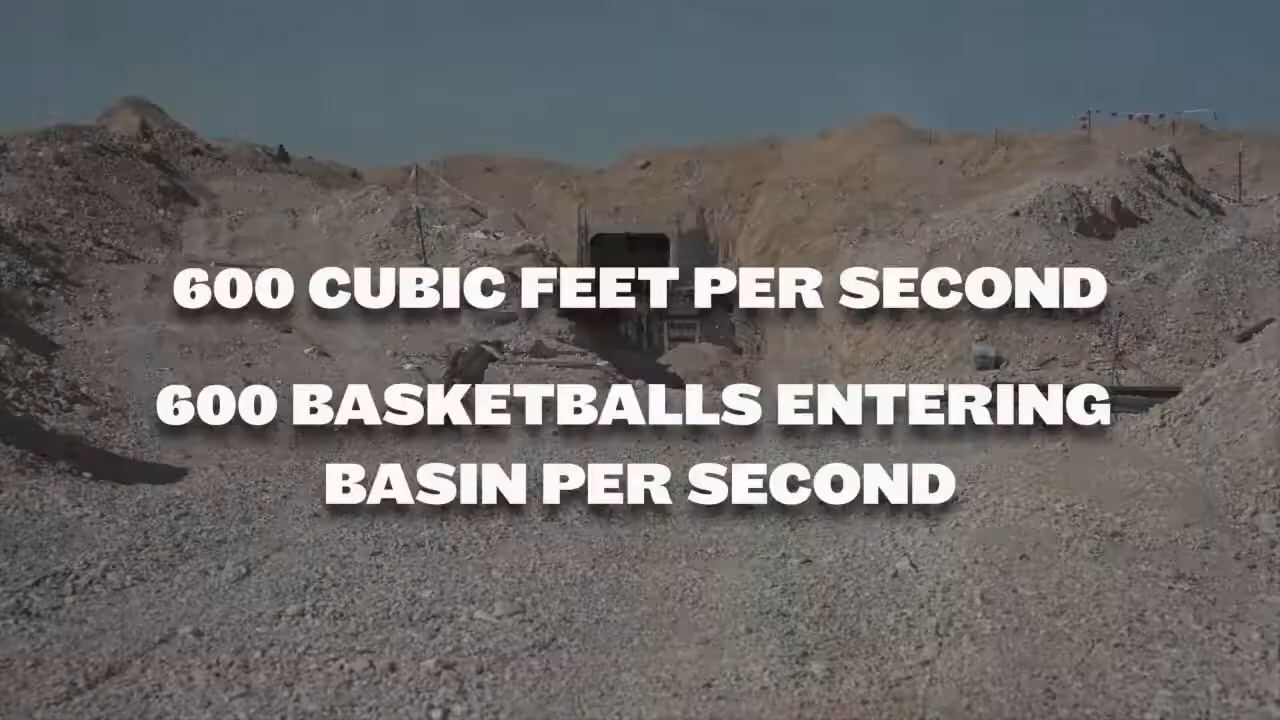 600 CUBIC FEET PER SECOND
600 BASKETBALLS ENTERING
BASIN PER SECOND